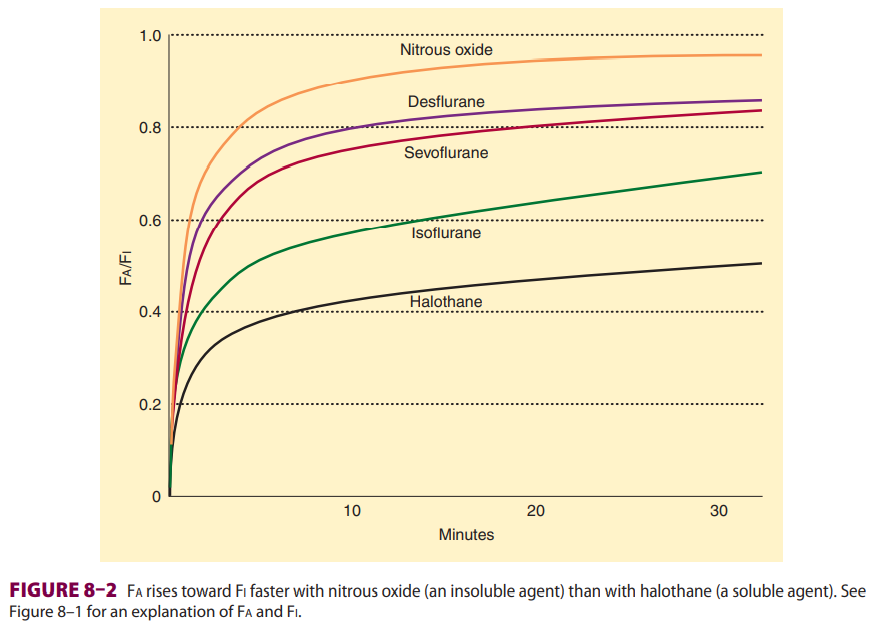 1.0
Nitrous oxide
Desflurane
0.8
Sevoflurane
0.6
Isoflurane
FA/FI
0.4
Halothane
0.2
0
10 20 30
Minutes
FIGURE 8–2 FA rises toward FI faster with nitrous oxide (an insoluble agent) than with halothane (a soluble agent). See
Figure 8–1 for an explanation of FA and FI.